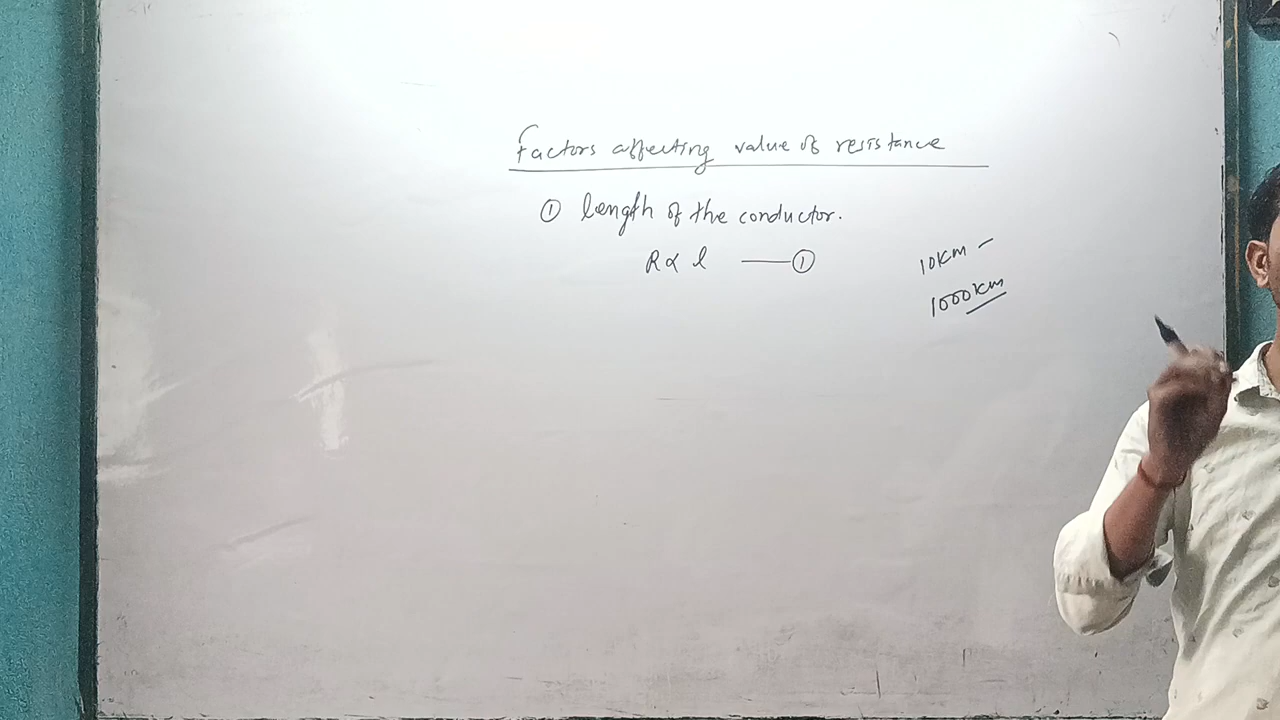 Factors affecting value of resistance
① length of the conductor.
R∝ l —①
10km -
1000km